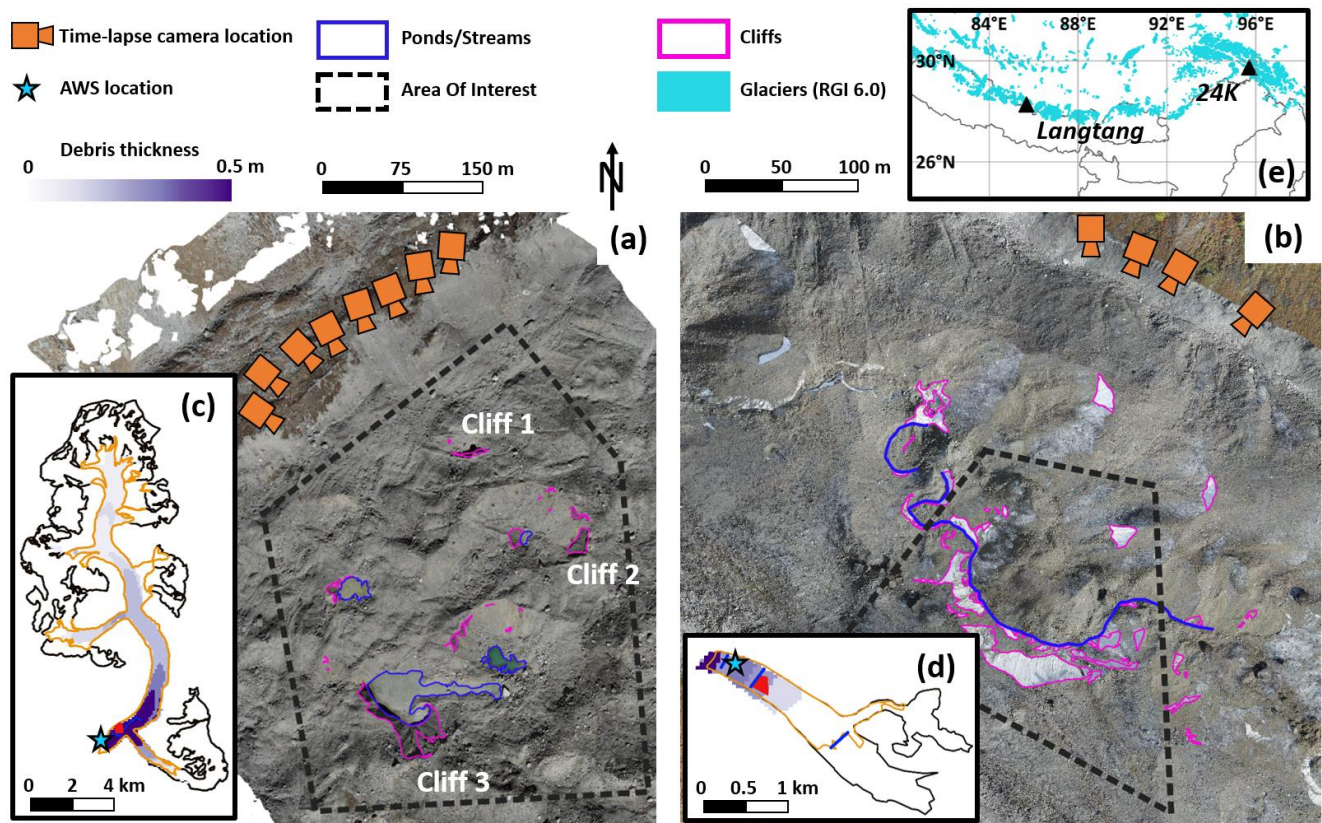 Time-lapse camera location
Ponds/Streams
Cliffs
AWS location
Area Of Interest
Glaciers (RGI 6.0)
Debris thickness
0 0.5 m
0 75 150 m
N
0 50 100 m
84°E 88°E 92°E 96°E
30°N
26°N
24K
Langtang
(e)
(a)
Cliff 1
Cliff 2
Cliff 3
(b)
(c)
0 2 4 km
(d)
0 0.5 1 km